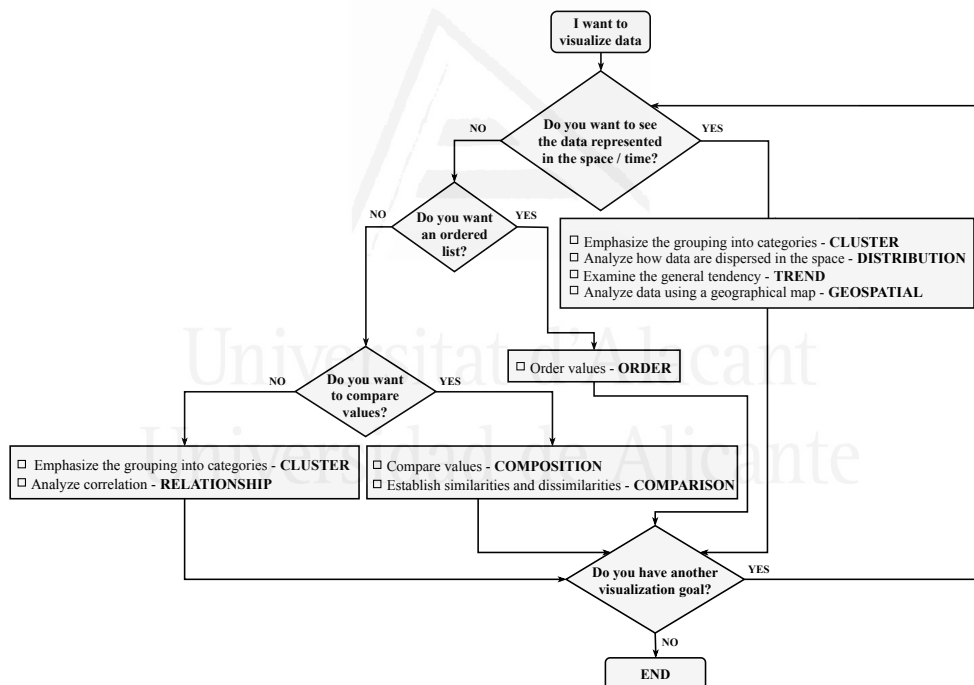 I want to
visualize data
Do you want to see
the data represented
in the space / time?
NO
YES
Do you want
an ordered
list?
NO
YES
☐ Emphasize the grouping into categories - CLUSTER
☐ Analyze how data are dispersed in the space - DISTRIBUTION
☐ Examine the general tendency - TREND
☐ Analyze data using a geographical map - GEOSPATIAL
Universitat d'Alacant
☐ Order values - ORDER
Do you want
to compare
values?
NO
YES
Universidad de Alicante
☐ Emphasize the grouping into categories - CLUSTER
☐ Analyze correlation - RELATIONSHIP
☐ Compare values - COMPOSITION
☐ Establish similarities and dissimilarities - COMPARISON
Do you have another
visualization goal?
YES
NO
END